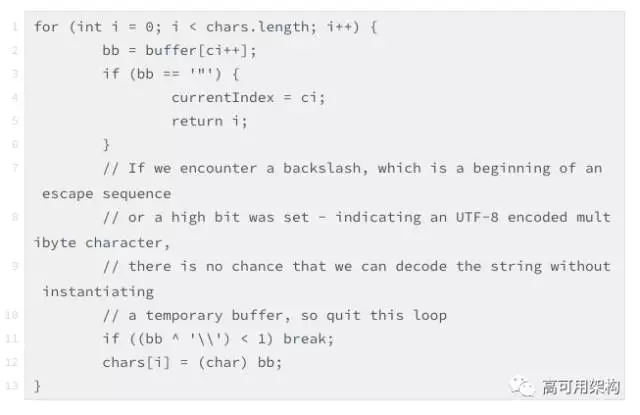 1 for (int i = 0; i < chars.length; i++) {
2 bb = buffer[ci++];
3 if (bb == '"') {
4 currentIndex = ci;
5 return i;
6 }
7 // If we encounter a backslash, which is a beginning of an
escape sequence
8 // or a high bit was set - indicating an UTF-8 encoded mult
ibyte character,
9 // there is no chance that we can decode the string without
instantiating
10 // a temporary buffer, so quit this loop
11 if ((bb ^ '\\') < 1) break;
12 chars[i] = (char) bb;
13 }
高可用架构